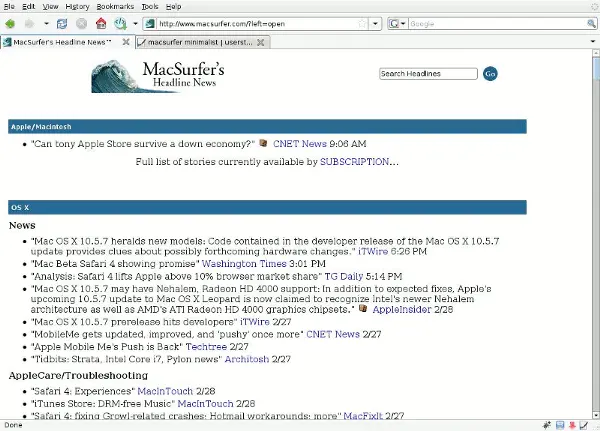 File Edit View History Bookmarks Tools Help
http://www.macsurfer.com/?left=open
Google
MacSurfer's Headline News™
macsurfer minimalist | userst...
MacSurfer's
Headline News
Search Headlines
Go
Apple/Macintosh
"Can tony Apple Store survive a down economy?" CNET News 9:06 AM
Full list of stories currently available by SUBSCRIPTION...
OS X
News
"Mac OS X 10.5.7 heralds new models: Code contained in the developer release of the Mac OS X 10.5.7
update provides clues about possibly forthcoming hardware changes." iTWire 6:26 PM
"Mac Beta Safari 4 showing promise" Washington Times 3:01 PM
"Analysis: Safari 4 lifts Apple above 10% browser market share" TG Daily 5:14 PM
"Mac OS X 10.5.7 may have Nehalem, Radeon HD 4000 support: In addition to expected fixes, Apple's
upcoming 10.5.7 update to Mac OS X Leopard is now claimed to recognize Intel's newer Nehalem
architecture as well as AMD's ATI Radeon HD 4000 graphics chipsets." AppleInsider 2/28
"Mac OS X 10.5.7 prerelease hits developers" iTWire 2/27
"MobileMe gets updated, improved, and 'pushy' once more" CNET News 2/27
"Apple Mobile Me's Push is Back" Techtree 2/27
"Tidbits: Strata, Intel Core i7, Pylon news" Architosh 2/27
AppleCare/Troubleshooting
"Safari 4: Experiences" MacInTouch 2/28
"iTunes Store: DRM-free Music" MacInTouch 2/28
"Safari 4: fixing Growl-related crashes; Hotmail workarounds; more" MacFixIt 2/27
Done